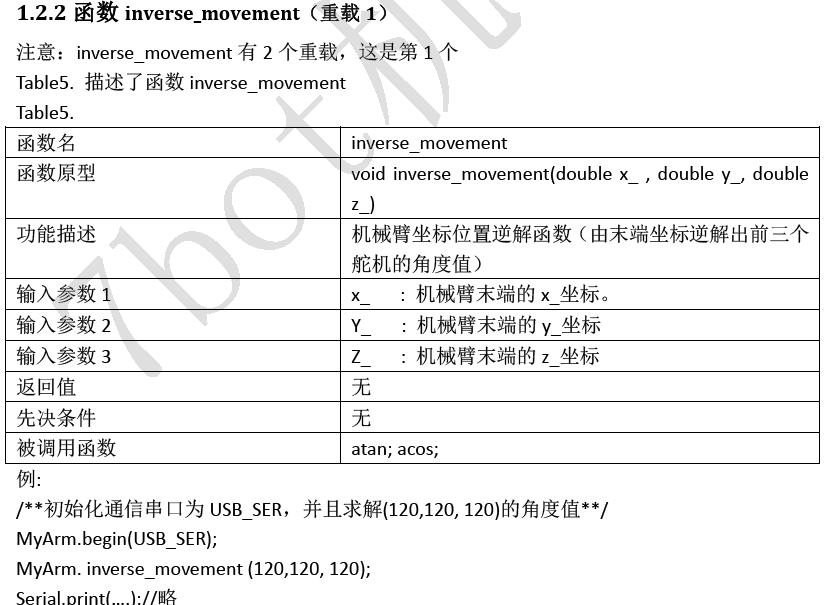 1.2.2 函数 inverse_movement（重载 1）
注意：inverse_movement 有 2 个重载，这是第 1 个
Table5. 描述了函数 inverse_movement
Table5.
函数名 inverse_movement
函数原型 void inverse_movement(double x_ , double y_, double
z_)
功能描述 机械臂坐标位置逆解函数（由末端坐标逆解出前三个
舵机的角度值）
输入参数 1 x_ : 机械臂末端的 x_坐标。
输入参数 2 Y_ : 机械臂末端的 y_坐标
输入参数 3 Z_ : 机械臂末端的 z_坐标
返回值 无
先决条件 无
被调用函数 atan; acos;
例:
/**初始化通信串口为 USB_SER，并且求解(120,120, 120)的角度值**/
MyArm.begin(USB_SER);
MyArm. inverse_movement (120,120, 120);
Serial.print(....);//略
7bot机